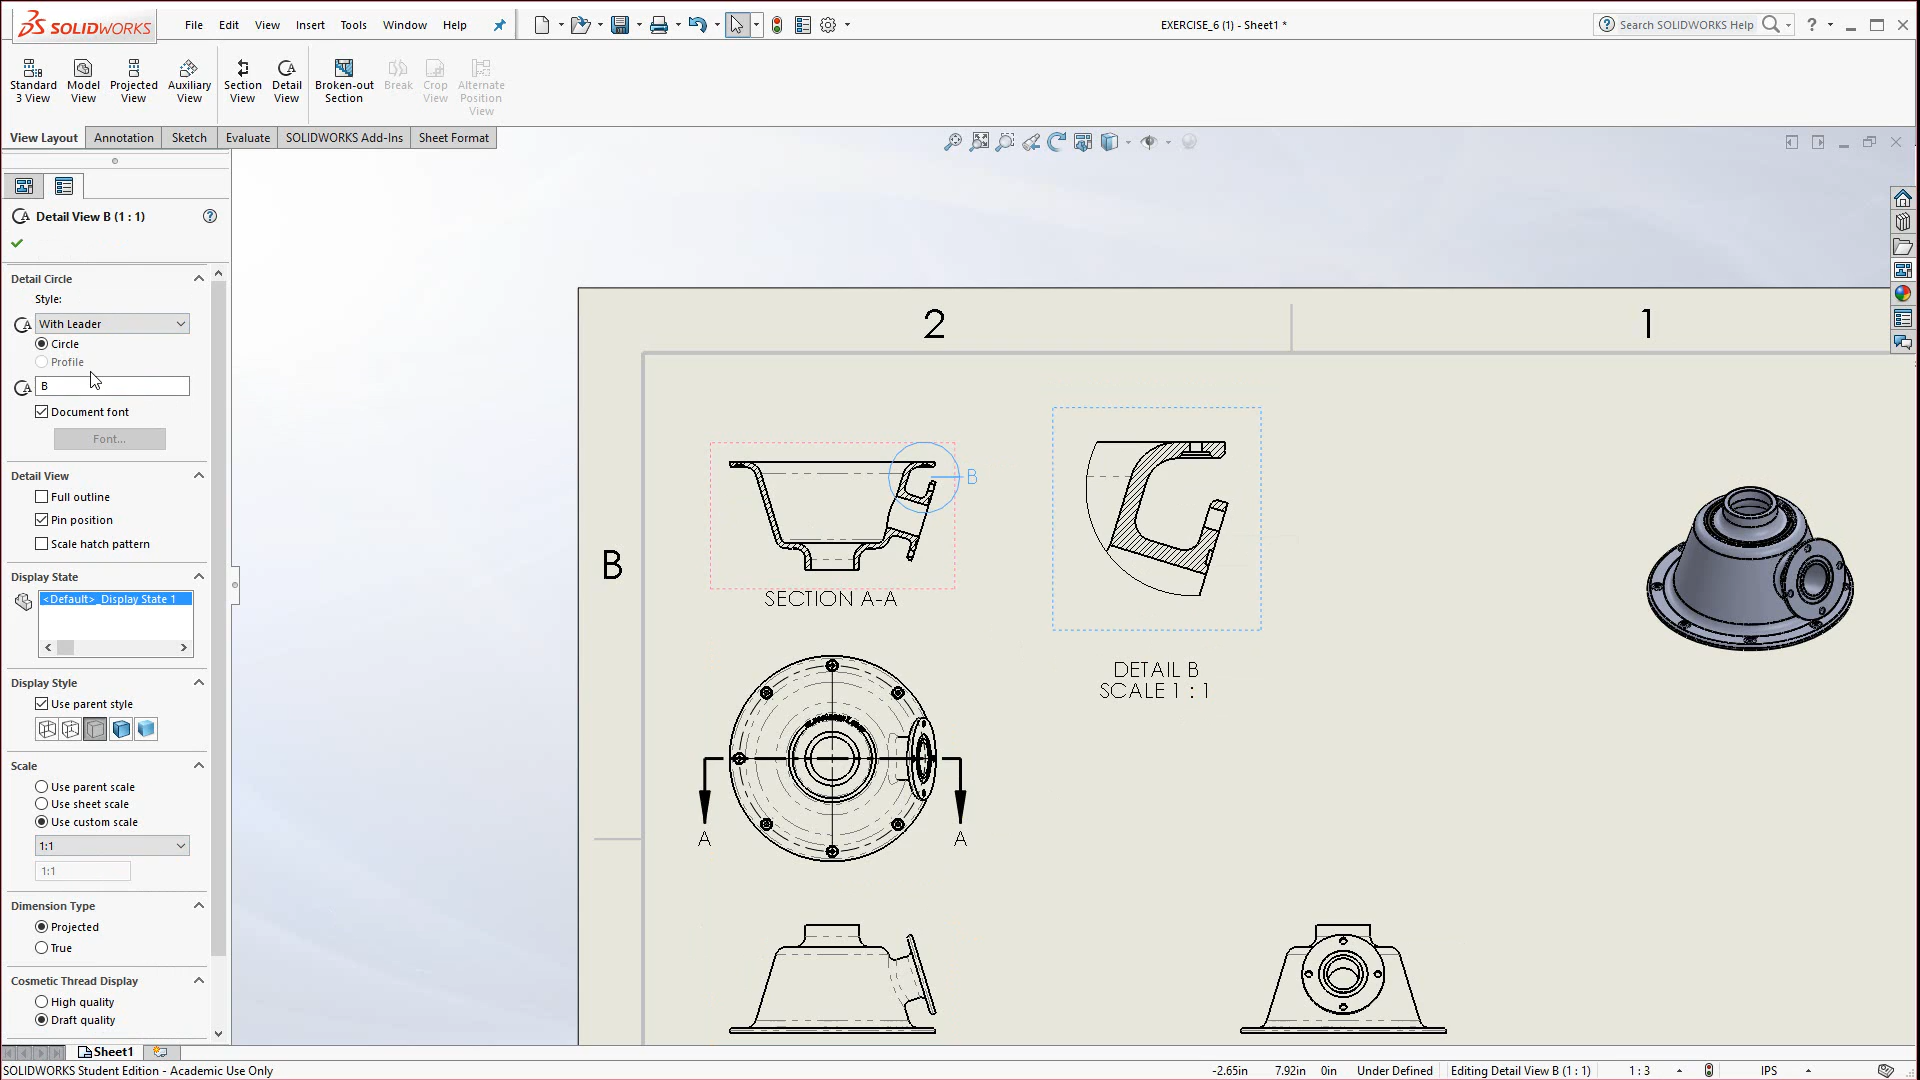 SOLIDWORKS
File Edit View Insert Tools Window Help
EXERCISE_6 (1) - Sheet1 *
Search SOLIDWORKS Help
Standard 3 View
Model View
Projected View
Auxiliary View
Section View
Detail View
Broken-out Section
Break
Crop View
Alternate Position View
View Layout Annotation Sketch Evaluate SOLIDWORKS Add-Ins Sheet Format
Detail View B (1 : 1)
Detail Circle
Style:
With Leader
Circle
Profile
B
Document font
Font...
Detail View
Full outline
Pin position
Scale hatch pattern
Display State
<Default>_Display State 1
Display Style
Use parent style
Scale
Use parent scale
Use sheet scale
Use custom scale
1:1
1:1
Dimension Type
Projected
True
Cosmetic Thread Display
High quality
Draft quality
2
1
B
B
SECTION A-A
DETAIL B
SCALE 1 : 1
A
A
Sheet1
SOLIDWORKS Student Edition - Academic Use Only
-2.65in 7.92in 0in Under Defined Editing Detail View B (1 : 1) 1 : 3 IPS